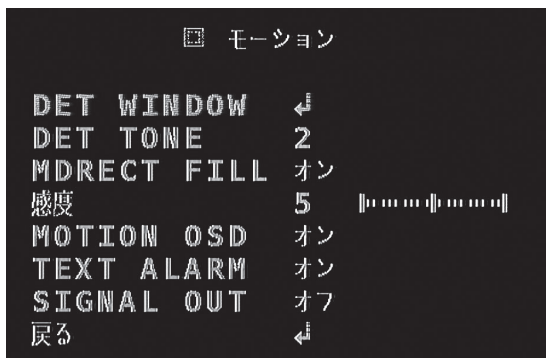 モーション
DET WINDOW ↲
DET TONE 2
MDRECT FILL オン
感度 5
MOTION OSD オン
TEXT ALARM オン
SIGNAL OUT オフ
戻る ↲